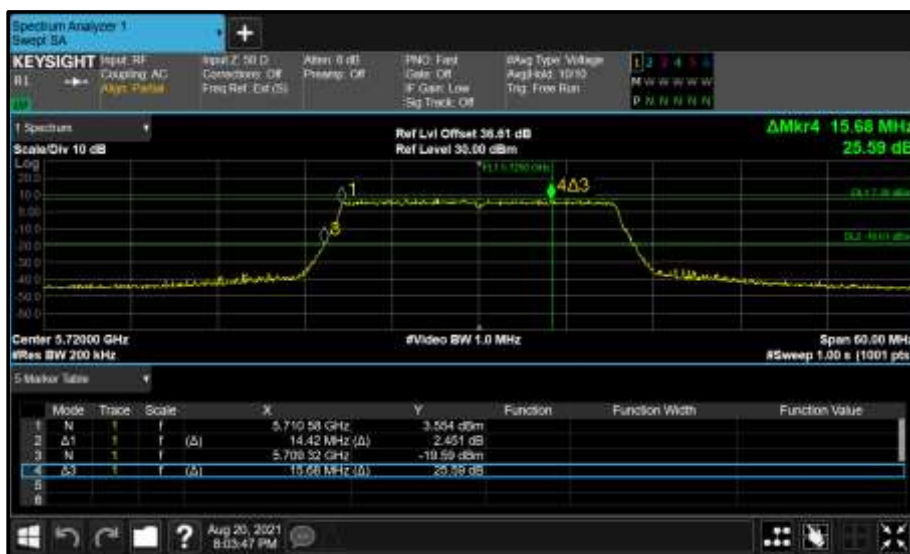 Spectrum Analyzer 1
Swept SA
+
KEYSIGHT Input: RF
R L
Coupling: AC
Align: Partial
Input Z: 50 Ω
Corrections: Off
Freq Ref: Ext (S)
Atten: 6 dB
Preamp: Off
PNO: Fast
Gate: Off
IF Gain: Low
Sig Track: Off
#Avg Type: Voltage
Avg|Hold: 10/10
Trig: Free Run
1 2 3 4 5 6
M W W W W W
P N N N N N
1 Spectrum
Scale/Div 10 dB
Ref Lvl Offset 36.61 dB
Ref Level 30.00 dBm
ΔMkr4 15.68 MHz
25.59 dB
Log
20.0
10.0
0.00
-10.0
-20.0
-30.0
-40.0
-50.0
-60.0
1
3
4Δ3
Center 5.72000 GHz
#Res BW 200 kHz
#Video BW 1.0 MHz
Span 60.00 MHz
#Sweep 1.00 s (1001 pts)
5 Marker Table
Mode Trace Scale X Y Function Function Width Function Value
1 N 1 f 5.710 58 GHz 3.554 dBm
2 Δ1 1 f (Δ) 14.42 MHz (Δ) 2.451 dB
3 N 1 f 5.709 32 GHz -19.59 dBm
4 Δ3 1 f (Δ) 15.68 MHz (Δ) 25.59 dB
5
6
?
Aug 20, 2021
8:03:47 PM